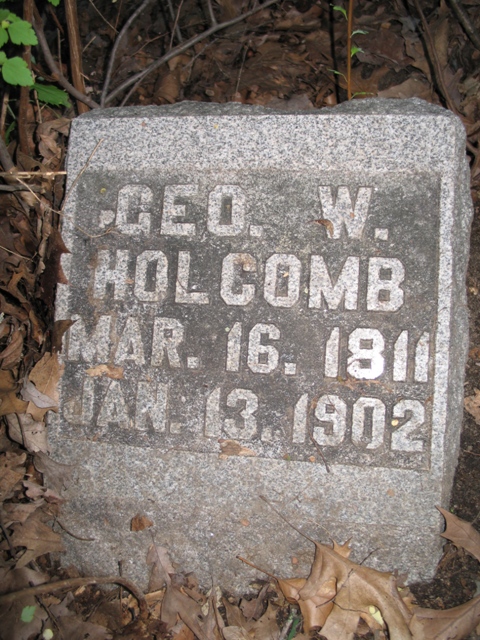 GEO. W.
HOLCOMB
MAR. 16. 1811
JAN. 13. 1902